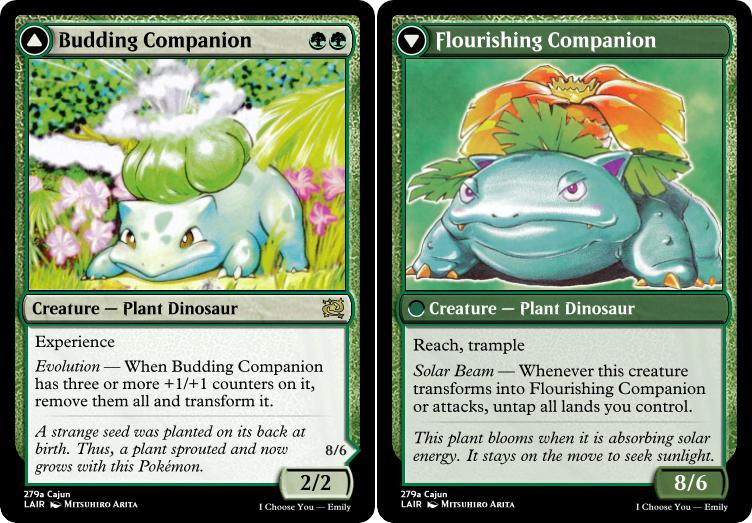 Budding Companion
Creature — Plant Dinosaur
Experience
Evolution — When Budding Companion
has three or more +1/+1 counters on it,
remove them all and transform it.
A strange seed was planted on its back at
birth. Thus, a plant sprouted and now
grows with this Pokémon.
8/6
2/2
279a Cajun
LAIR Mitsuhiro Arita
I Choose You — Emily
Flourishing Companion
Creature — Plant Dinosaur
Reach, trample
Solar Beam — Whenever this creature
transforms into Flourishing Companion
or attacks, untap all lands you control.
This plant blooms when it is absorbing solar
energy. It stays on the move to seek sunlight.
8/6
279a Cajun
LAIR Mitsuhiro Arita
I Choose You — Emily